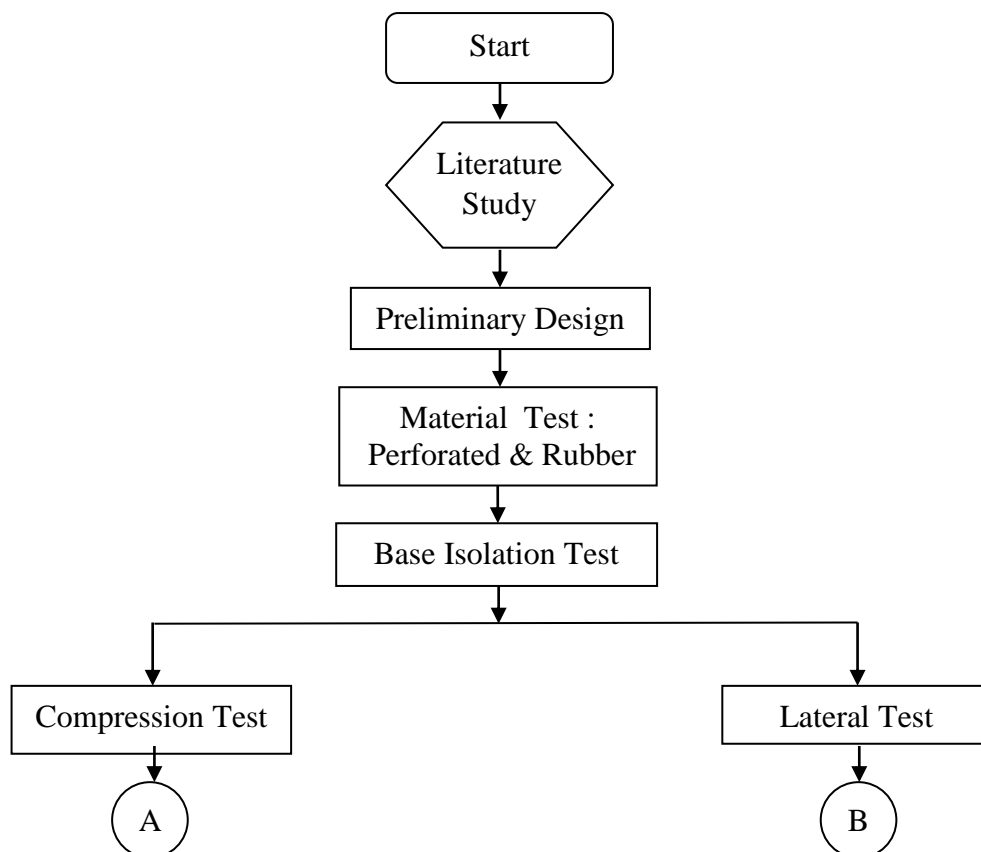 Start
Literature
Study
Preliminary Design
Material Test :
Perforated & Rubber
Base Isolation Test
Compression Test
Lateral Test
A
B